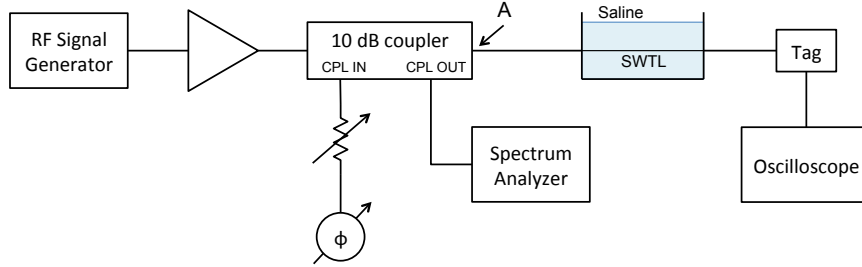 RF Signal
Generator
10 dB coupler
CPL IN
CPL OUT
A
Saline
SWTL
Tag
Spectrum
Analyzer
Oscilloscope
ϕ